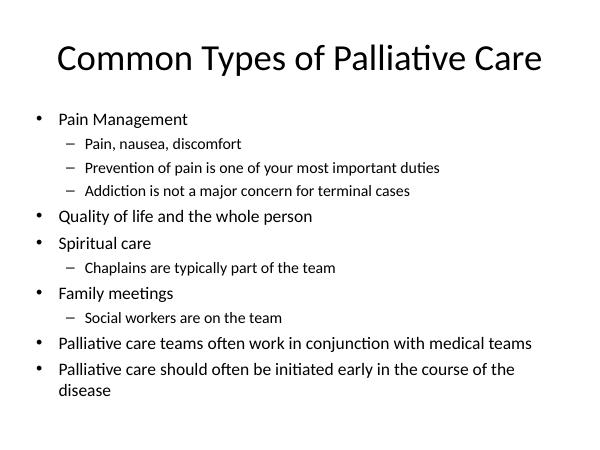 Common Types of Palliative Care
• Pain Management
– Pain, nausea, discomfort
– Prevention of pain is one of your most important duties
– Addiction is not a major concern for terminal cases
• Quality of life and the whole person
• Spiritual care
– Chaplains are typically part of the team
• Family meetings
– Social workers are on the team
• Palliative care teams often work in conjunction with medical teams
• Palliative care should often be initiated early in the course of the
disease